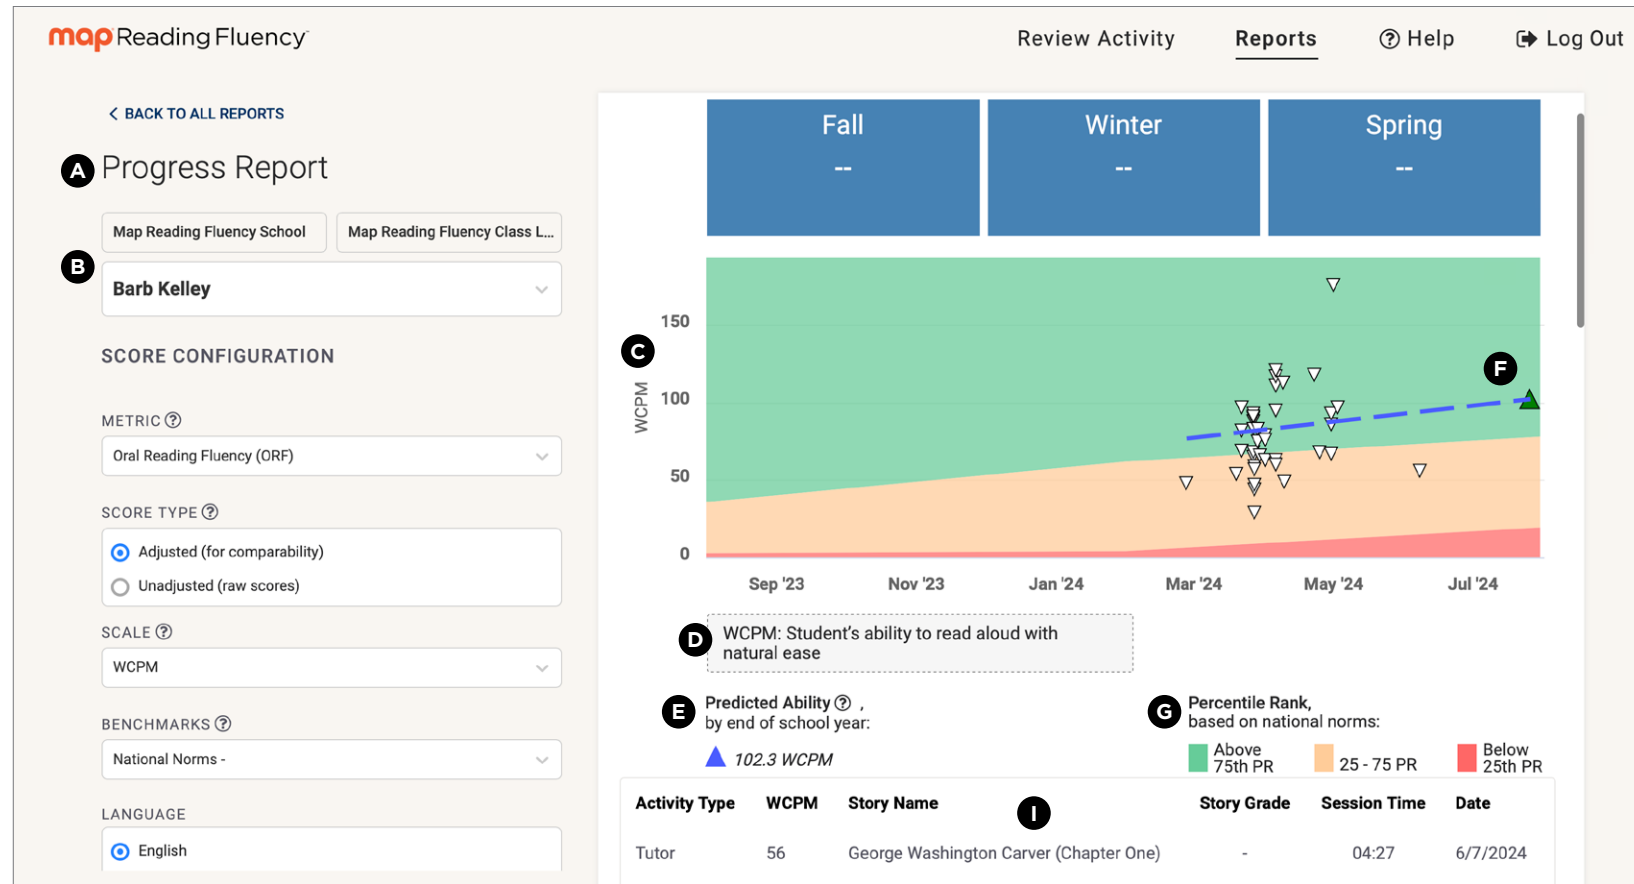 map Reading Fluency
Review Activity
Reports
Help
Log Out
BACK TO ALL REPORTS
A
Progress Report
Map Reading Fluency School
Map Reading Fluency Class L...
B
Barb Kelley
SCORE CONFIGURATION
METRIC ?
Oral Reading Fluency (ORF)
SCORE TYPE ?
Adjusted (for comparability)
Unadjusted (raw scores)
SCALE ?
WCPM
BENCHMARKS ?
National Norms -
LANGUAGE
English
Fall
--
Winter
--
Spring
--
C
WCPM
150
100
50
0
F
Sep '23
Nov '23
Jan '24
Mar '24
May '24
Jul '24
D
WCPM: Student's ability to read aloud with
natural ease
E
Predicted Ability ? ,
by end of school year:
102.3 WCPM
G
Percentile Rank,
based on national norms:
Above
75th PR
25 - 75 PR
Below
25th PR
Activity Type WCPM Story Name I Story Grade Session Time Date
Tutor 56 George Washington Carver (Chapter One) - 04:27 6/7/2024